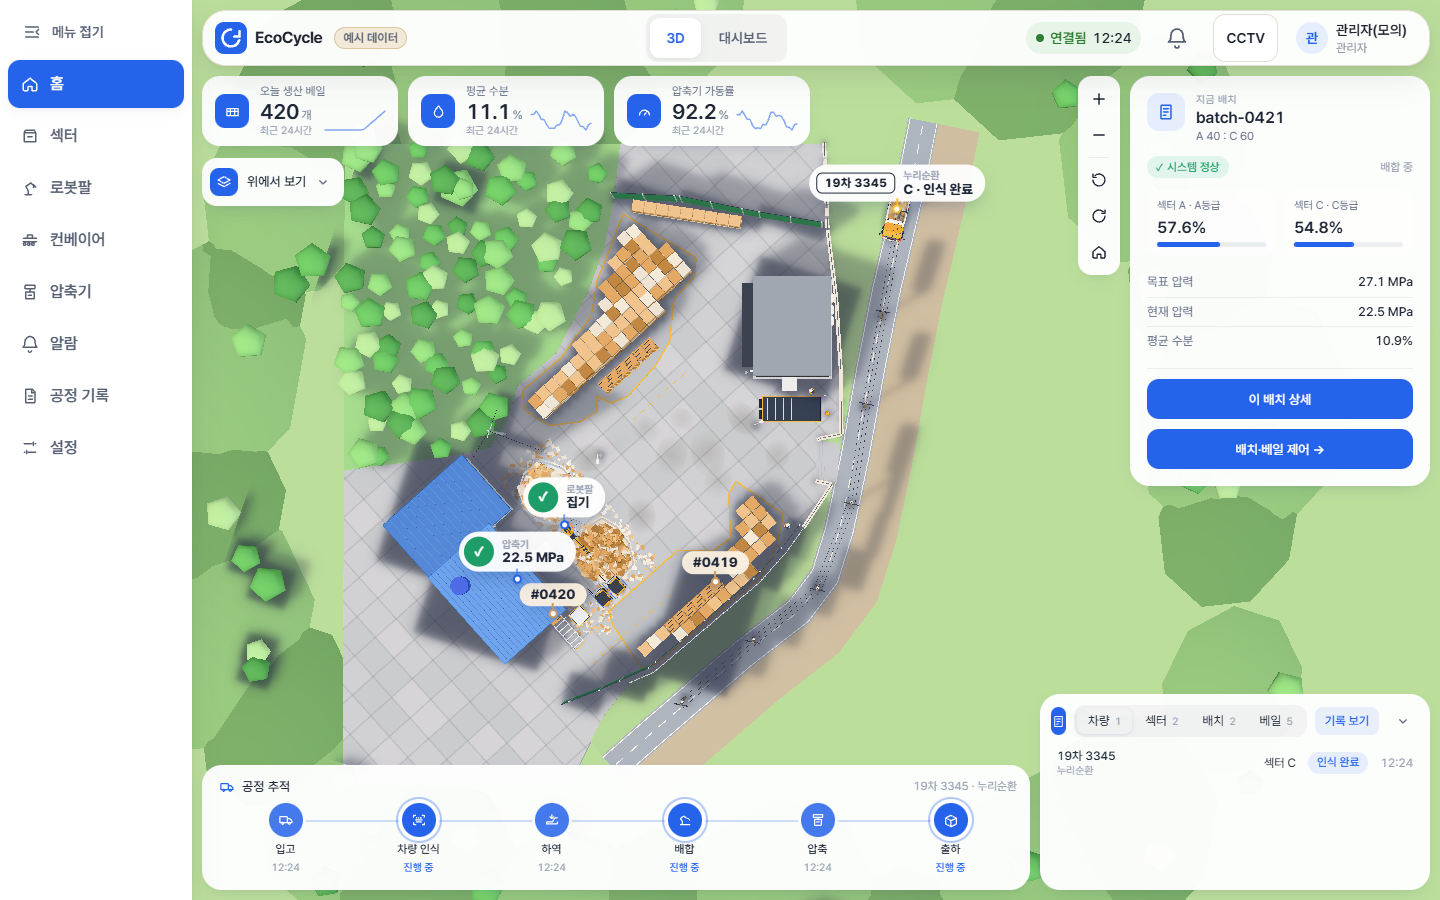 메뉴 접기
홈
섹터
로봇팔
컨베이어
압축기
알람
공정 기록
설정
EcoCycle
예시 데이터
3D
대시보드
연결됨 12:24
CCTV
관
관리자(모의)
관리자
오늘 생산 베일
420 개
최근 24시간
평균 수분
11.1 %
최근 24시간
압축기 가동률
92.2 %
최근 24시간
위에서 보기
19차 3345
누리순환
C · 인식 완료
로봇팔
집기
압축기
22.5 MPa
#0420
#0419
지금 배치
batch-0421
A 40 : C 60
✓ 시스템 정상
배합 중
섹터 A · A등급
57.6%
섹터 C · C등급
54.8%
목표 압력 27.1 MPa
현재 압력 22.5 MPa
평균 수분 10.9%
이 배치 상세
배치·베일 제어 →
공정 추적
19차 3345 · 누리순환
입고
12:24
차량 인식
진행 중
하역
12:24
배합
진행 중
압축
12:24
출하
진행 중
차량 1
섹터 2
배치 2
베일 5
기록 보기
19차 3345
누리순환
섹터 C
인식 완료
12:24